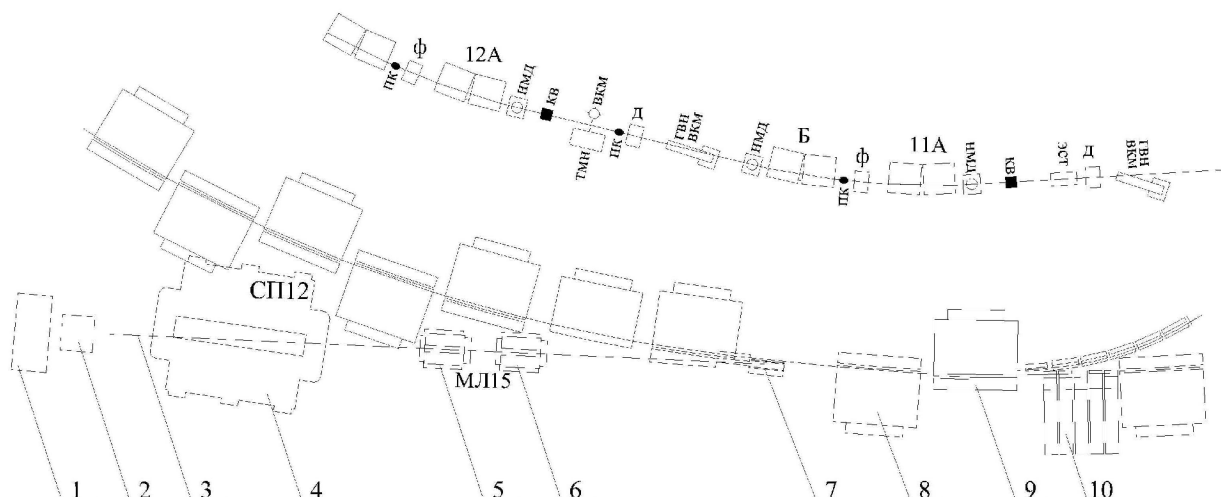 ПК
ф
12А
НМД
КВ
ВКМ
ТМН
ПК
Д
ГВН
ВКМ
НМД
Б
ПК
ф
11А
НМД
КВ
ЭСТ
Д
ГВН
ВКМ
СП12
МЛ15
1 2 3 4 5 6 7 8 9 10